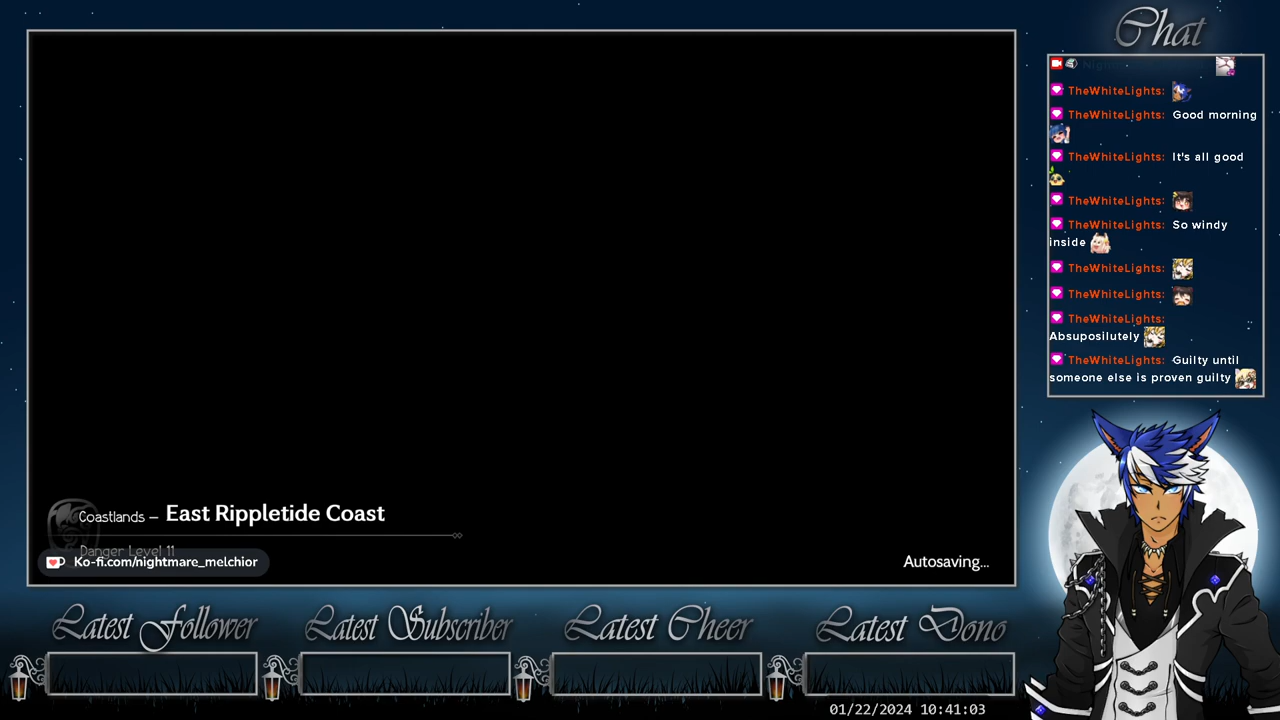 Chat
TheWhiteLights:
TheWhiteLights: Good morning
TheWhiteLights: It's all good
TheWhiteLights:
TheWhiteLights: So windy
inside
TheWhiteLights:
TheWhiteLights:
TheWhiteLights:
Absuposilutely
TheWhiteLights: Guilty until
someone else is proven guilty
Coastlands – East Rippletide Coast
Danger Level 11
Ko-fi.com/nightmare_melchior
Autosaving...
Latest Follower
Latest Subscriber
Latest Cheer
Latest Dono
01/22/2024 10:41:03